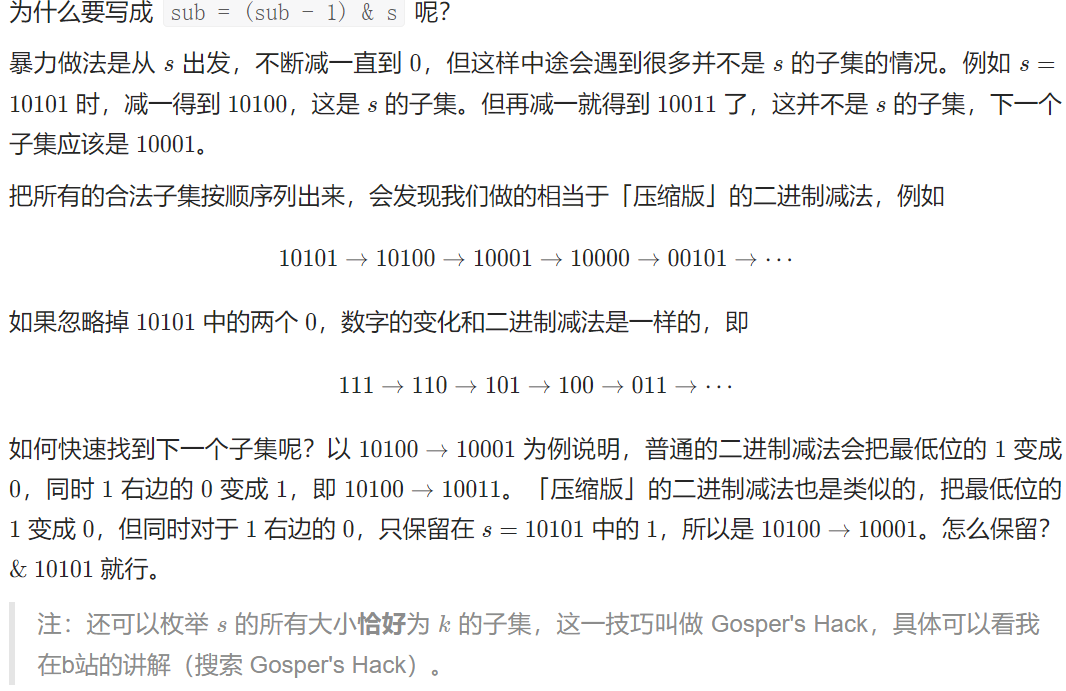 为什么要写成 sub = (sub - 1) & s 呢？
暴力做法是从 s 出发，不断减一直到 0，但这样中途会遇到很多并不是 s 的子集的情况。例如 s =
10101 时，减一得到 10100，这是 s 的子集。但再减一就得到 10011 了，这并不是 s 的子集，下一个
子集应该是 10001。
把所有的合法子集按顺序列出来，会发现我们做的相当于「压缩版」的二进制减法，例如
10101 → 10100 → 10001 → 10000 → 00101 → ⋯
如果忽略掉 10101 中的两个 0，数字的变化和二进制减法是一样的，即
111 → 110 → 101 → 100 → 011 → ⋯
如何快速找到下一个子集呢？以 10100 → 10001 为例说明，普通的二进制减法会把最低位的 1 变成
0，同时 1 右边的 0 变成 1，即 10100 → 10011。「压缩版」的二进制减法也是类似的，把最低位的
1 变成 0，但同时对于 1 右边的 0，只保留在 s = 10101 中的 1，所以是 10100 → 10001。怎么保留？
& 10101 就行。
注：还可以枚举 s 的所有大小恰好为 k 的子集，这一技巧叫做 Gosper's Hack，具体可以看我
在b站的讲解（搜索 Gosper's Hack）。